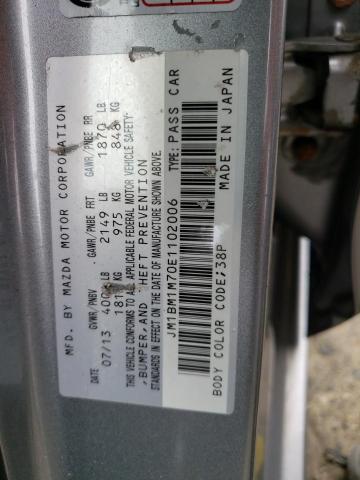 MFD. BY MAZDA MOTOR CORPORATION
DATE GVWR/PNBV GAWR/PNBE FRT GAWR/PNBE RR
07/13 LB 2149 LB 1870 LB
975 KG 848 KG
THIS VEHICLE CONFORMS TO ALL APPLICABLE FEDERAL MOTOR VEHICLE SAFETY,
BUMPER, AND THEFT PREVENTION
STANDARDS IN EFFECT ON THE DATE OF MANUFACTURE SHOWN ABOVE.
JM1BM1M70E1102006 TYPE: PASS CAR
BODY COLOR CODE;38P MADE IN JAPAN